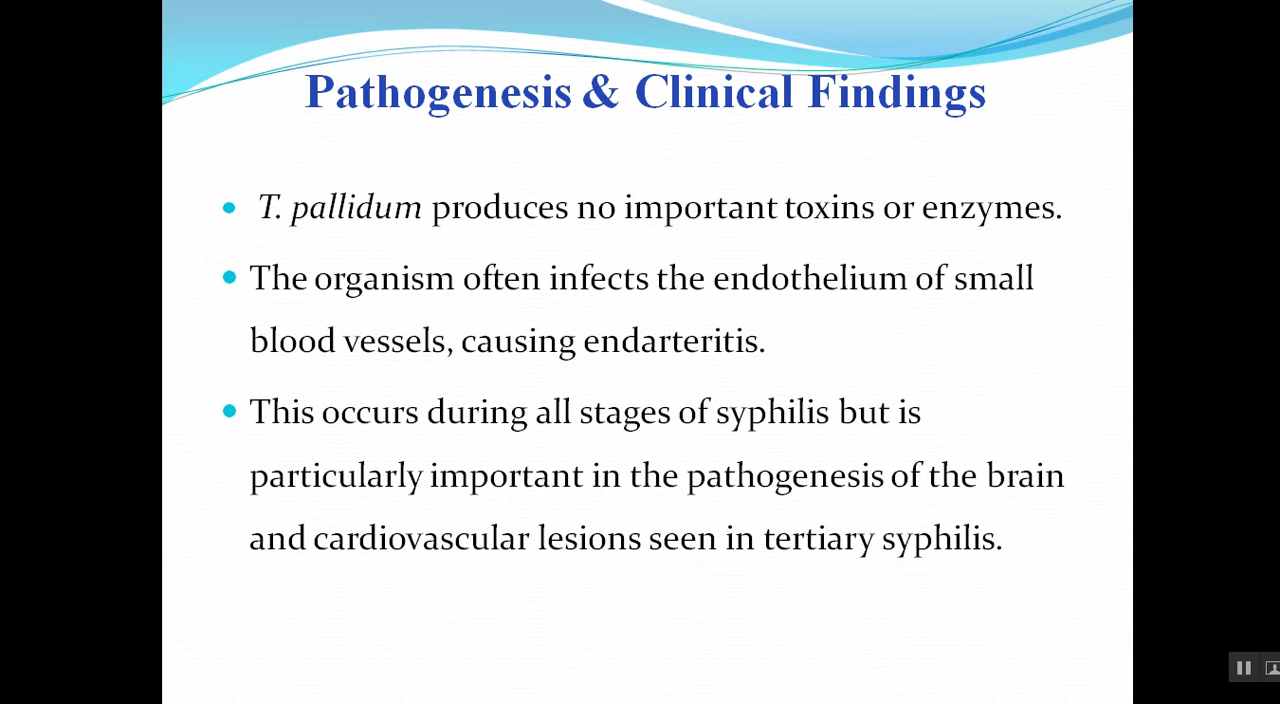 Pathogenesis & Clinical Findings
• T. pallidum produces no important toxins or enzymes.
• The organism often infects the endothelium of small
blood vessels, causing endarteritis.
• This occurs during all stages of syphilis but is
particularly important in the pathogenesis of the brain
and cardiovascular lesions seen in tertiary syphilis.